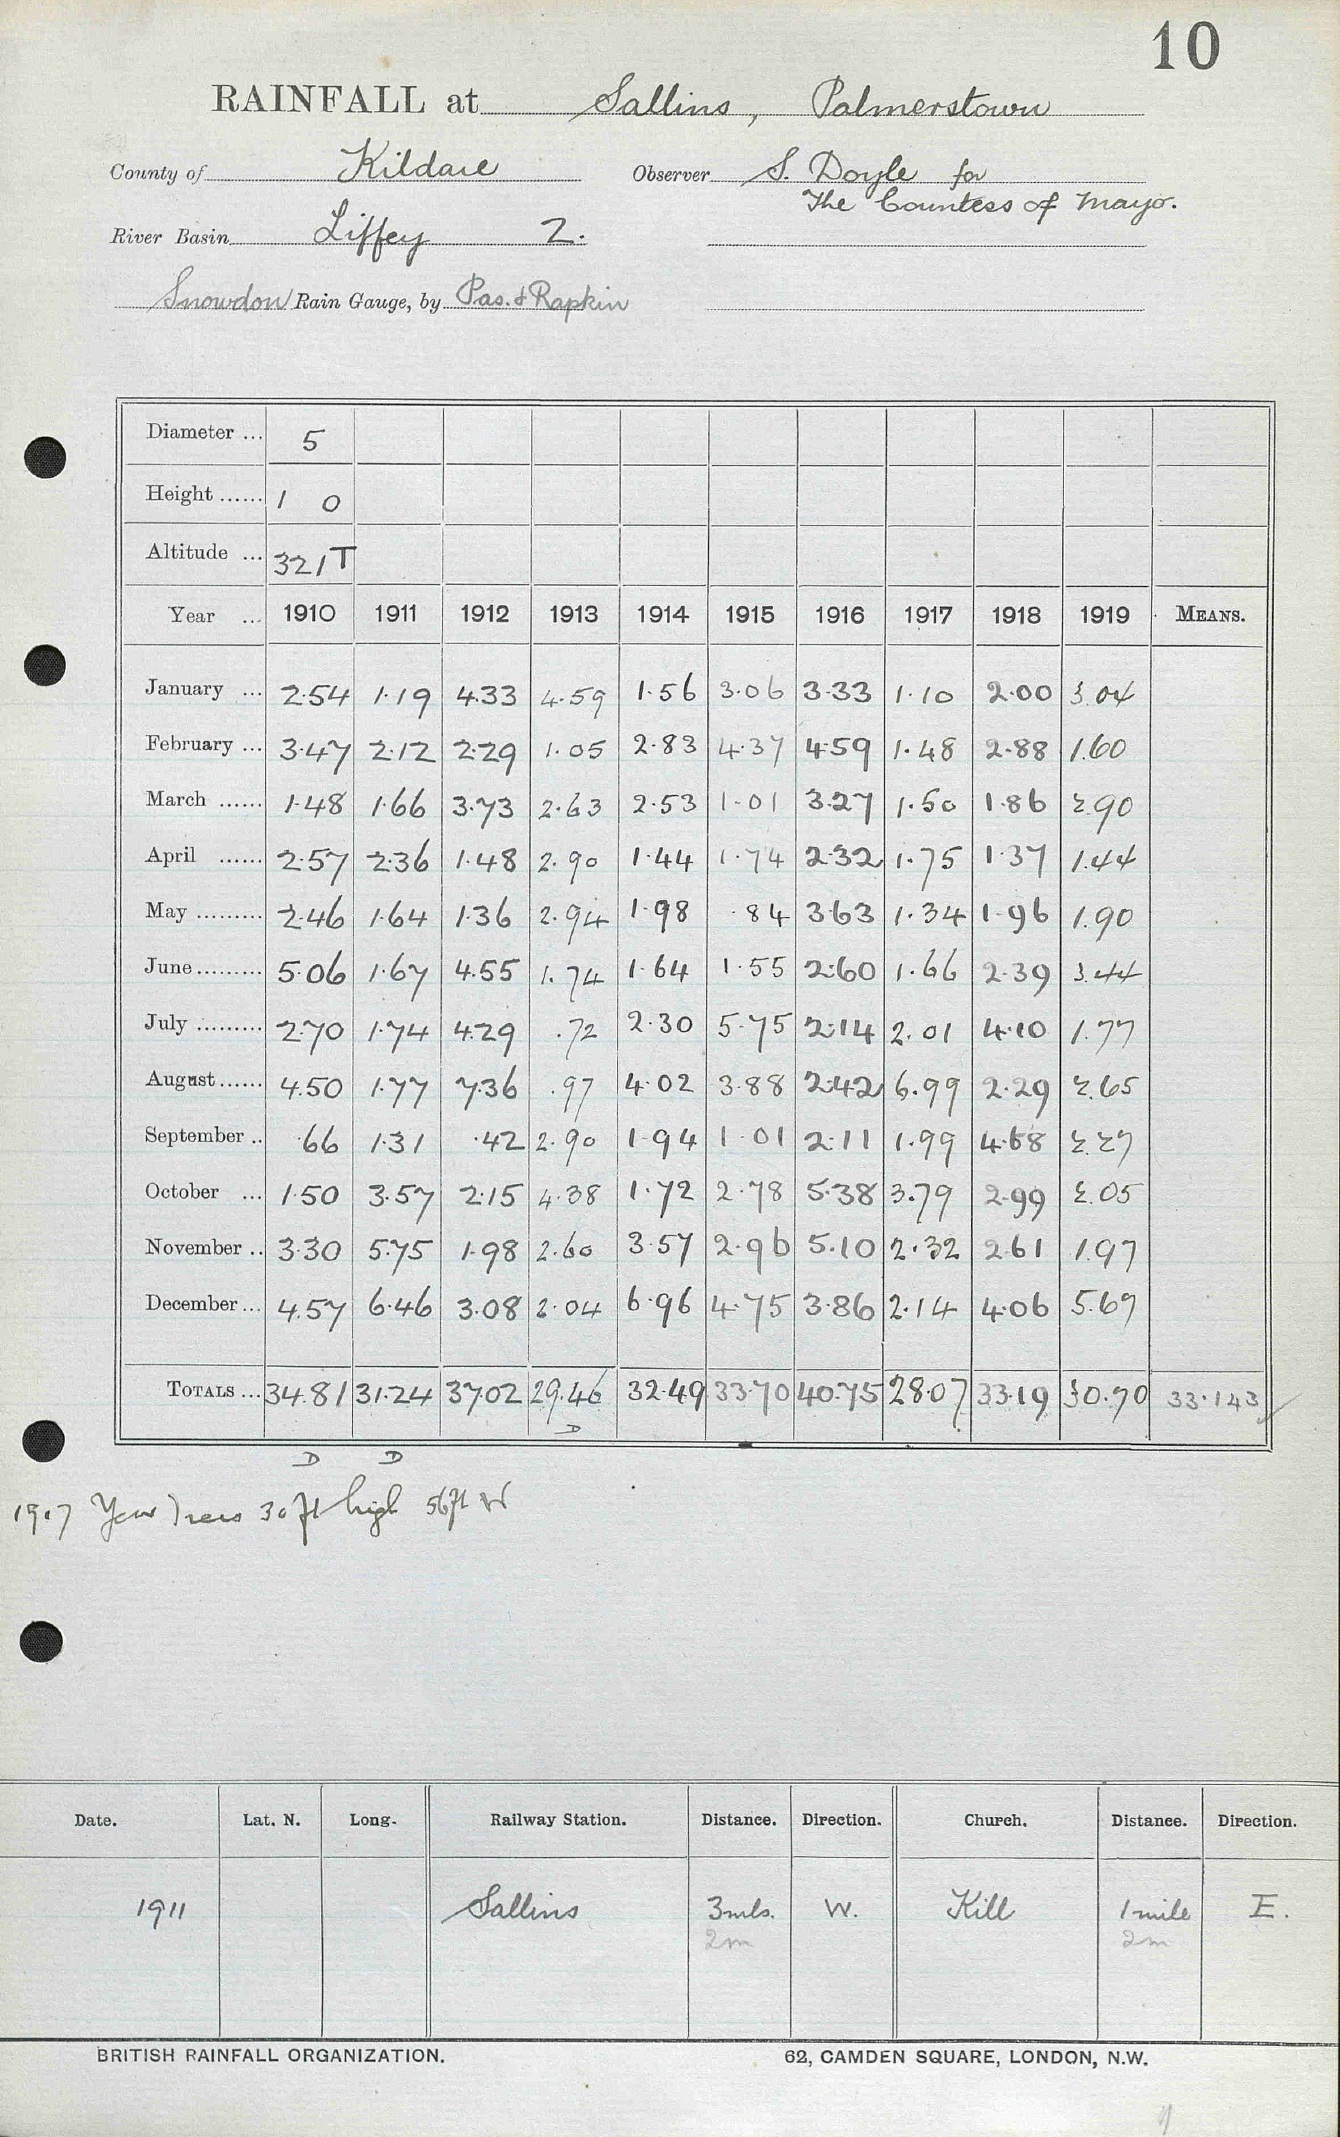 10
RAINFALL at Sallins, Palmerstown
County of Kildare Observer S. Doyle for
The Countess of Mayo.
River Basin Liffey 2.
Snowdon Rain Gauge, by Pas. & Rapkin
Diameter ... 5
Height ...... 1 0
Altitude ... 321T
Year ... 1910 1911 1912 1913 1914 1915 1916 1917 1918 1919 MEANS.
January ... 2.54 1.19 4.33 4.59 1.56 3.06 3.33 1.10 2.00 3.04
February ... 3.47 2.12 2.29 1.05 2.83 4.37 4.59 1.48 2.88 1.60
March ...... 1.48 1.66 3.73 2.63 2.53 1.01 3.27 1.50 1.86 2.90
April ...... 2.57 2.36 1.48 2.90 1.44 1.74 2.32 1.75 1.37 1.44
May ......... 2.46 1.64 1.36 2.94 1.98 .84 3.63 1.34 1.96 1.90
June ......... 5.06 1.67 4.55 1.74 1.64 1.55 2.60 1.66 2.39 3.44
July ......... 2.70 1.74 4.29 .72 2.30 5.75 2.14 2.01 4.10 1.77
August ...... 4.50 1.77 7.36 .97 4.02 3.88 2.42 6.99 2.29 2.65
September .. .66 1.31 .42 2.90 1.94 1.01 2.11 1.99 4.68 2.27
October ... 1.50 3.57 2.15 4.38 1.72 2.78 5.38 3.79 2.99 2.05
November .. 3.30 5.75 1.98 2.60 3.57 2.96 5.10 2.32 2.61 1.97
December ... 4.57 6.46 3.08 2.04 6.96 4.75 3.86 2.14 4.06 5.67
TOTALS ... 34.81 31.24 37.02 29.46 32.49 33.70 40.75 28.07 33.19 30.70 33.143
D D D
1917 Yew Trees 30 ft high 56 ft W
Date. Lat. N. Long. Railway Station. Distance. Direction. Church. Distance. Direction.
1911 Sallins 3 mls. W. Kill 1 mile E.
2m 2m
BRITISH RAINFALL ORGANIZATION. 62, CAMDEN SQUARE, LONDON, N.W.